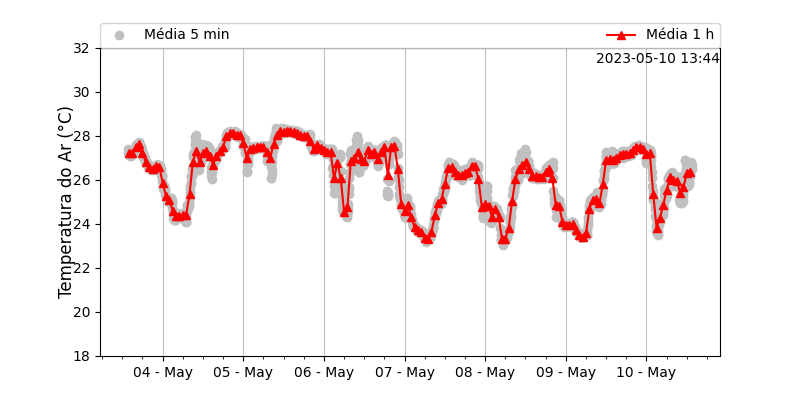 Média 5 min
Média 1 h
2023-05-10 13:44
Temperatura do Ar (°C)
32
30
28
26
24
22
20
18
04 - May
05 - May
06 - May
07 - May
08 - May
09 - May
10 - May